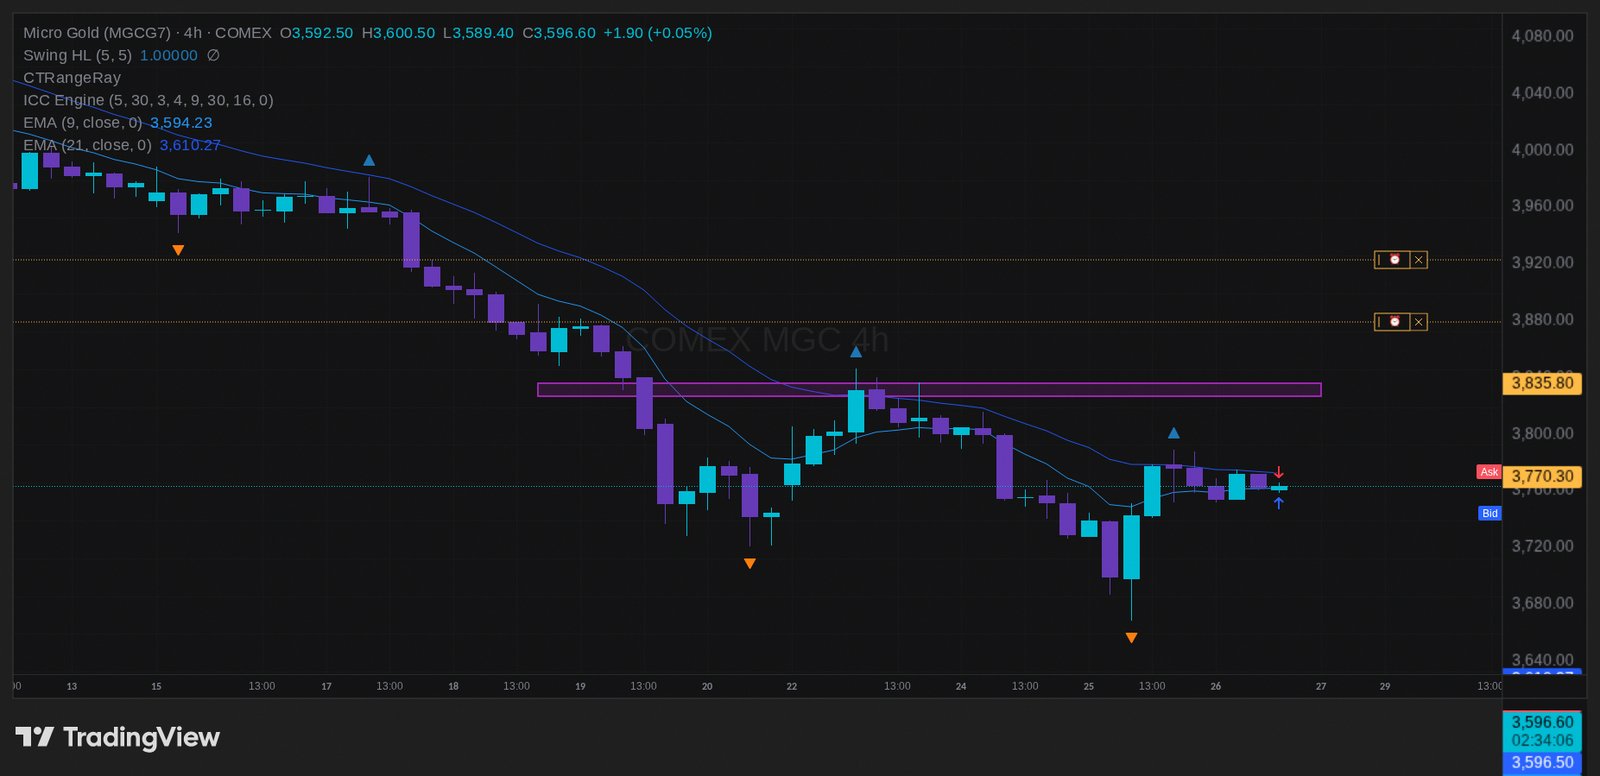 Micro Gold (MGCG7) · 4h · COMEX O3,592.50 H3,600.50 L3,589.40 C3,596.60 +1.90 (+0.05%)
Swing HL (5, 5) 1.00000 ∅
CTRangeRay
ICC Engine (5, 30, 3, 4, 9, 30, 16, 0)
EMA (9, close, 0) 3,594.23
EMA (21, close, 0) 3,610.27
COMEX MGC 4h
4,080.00
4,040.00
4,000.00
3,960.00
3,920.00
3,880.00
3,835.80
3,800.00
Ask
3,770.30
3,760.00
Bid
3,720.00
3,680.00
3,640.00
13 15 13:00 17 13:00 18 13:00 19 13:00 20 22 13:00 24 13:00 25 13:00 26 27 29 13:00
TradingView
3,596.60
02:34:06
3,596.50